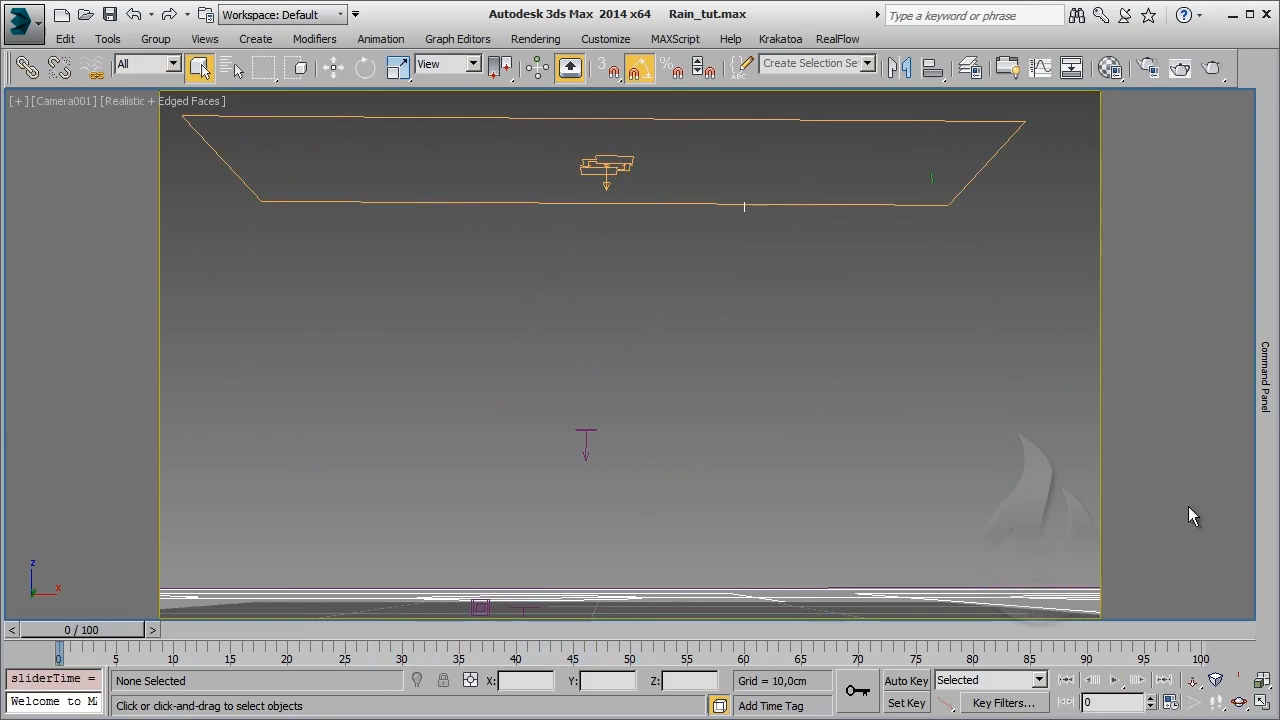 Workspace: Default
Autodesk 3ds Max 2014 x64 Rain_tut.max
Type a keyword or phrase
Edit Tools Group Views Create Modifiers Animation Graph Editors Rendering Customize MAXScript Help Krakatoa RealFlow
All
View
3
%
ABC
Create Selection Se
[+] [Camera001] [Realistic + Edged Faces ]
Command Panel
z
x
< 0 / 100 >
0 5 10 15 20 25 30 35 40 45 50 55 60 65 70 75 80 85 90 95 100
sliderTime =
None Selected
X:
Y:
Z:
Grid = 10,0cm
Auto Key
Selected
Welcome to M
Click or click-and-drag to select objects
Add Time Tag
Set Key
Key Filters...
0